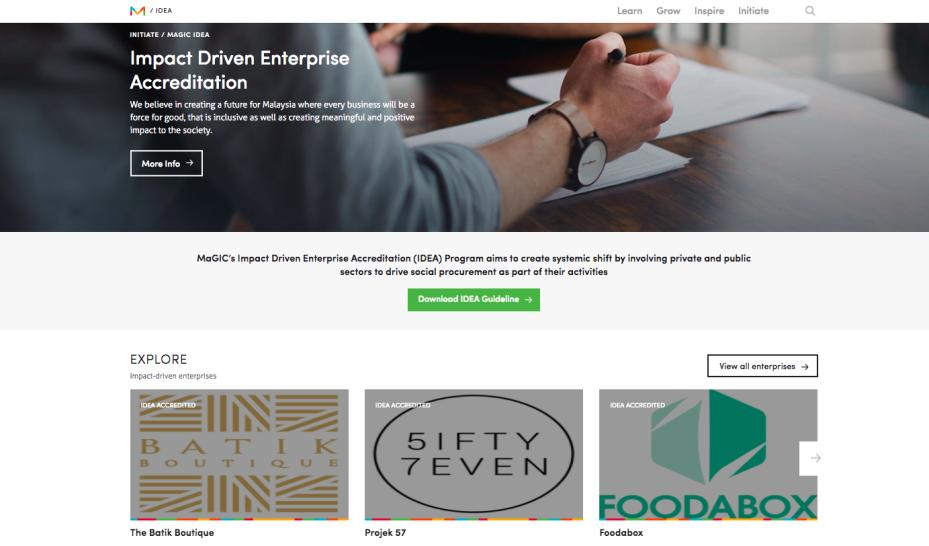 / IDEA
Learn Grow Inspire Initiate
INITIATE / MAGIC IDEA
Impact Driven Enterprise
Accreditation
We believe in creating a future for Malaysia where every business will be a
force for good, that is inclusive as well as creating meaningful and positive
impact to the society.
More Info →
MaGIC's Impact Driven Enterprise Accreditation (IDEA) Program aims to create systemic shift by involving private and public
sectors to drive social procurement as part of their activities
Download IDEA Guideline →
EXPLORE
View all enterprises →
Impact-driven enterprises
IDEA ACCREDITED
BATIK
BOUTIQUE
The Batik Boutique
IDEA ACCREDITED
5IFTY
7EVEN
Projek 57
IDEA ACCREDITED
FOODABOX
Foodabox